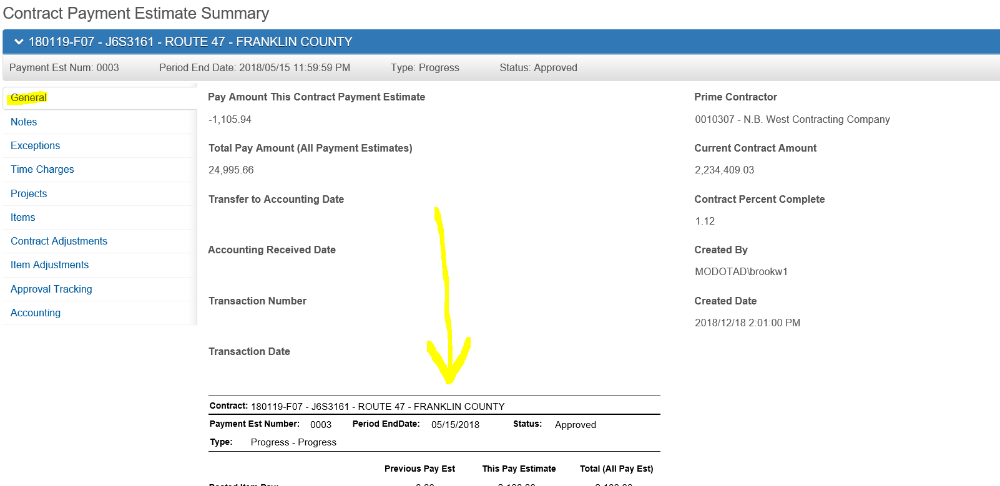 Contract Payment Estimate Summary
180119-F07 - J6S3161 - ROUTE 47 - FRANKLIN COUNTY
Payment Est Num: 0003 Period End Date: 2018/05/15 11:59:59 PM Type: Progress Status: Approved
General
Notes
Exceptions
Time Charges
Projects
Items
Contract Adjustments
Item Adjustments
Approval Tracking
Accounting
Pay Amount This Contract Payment Estimate
-1,105.94
Total Pay Amount (All Payment Estimates)
24,995.66
Transfer to Accounting Date
Accounting Received Date
Transaction Number
Transaction Date
Prime Contractor
0010307 - N.B. West Contracting Company
Current Contract Amount
2,234,409.03
Contract Percent Complete
1.12
Created By
MODOTAD\brookw1
Created Date
2018/12/18 2:01:00 PM
Contract: 180119-F07 - J6S3161 - ROUTE 47 - FRANKLIN COUNTY
Payment Est Number: 0003 Period EndDate: 05/15/2018 Status: Approved
Type: Progress - Progress
Previous Pay Est This Pay Estimate Total (All Pay Est)